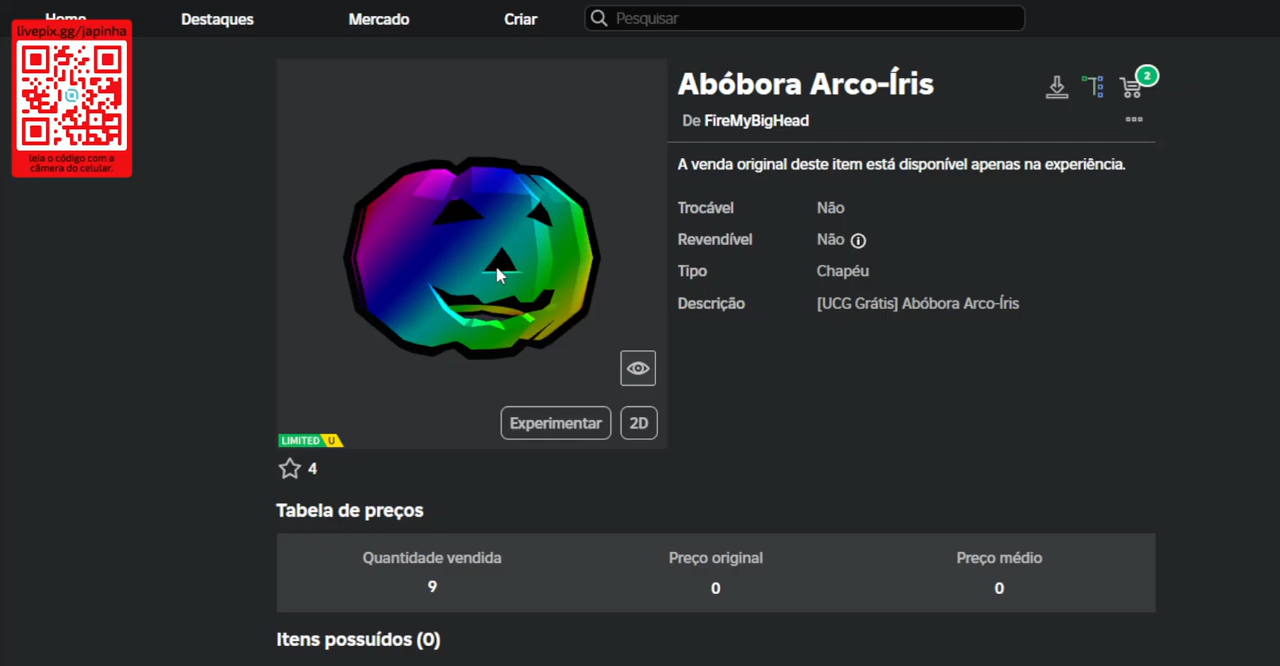 Home
Destaques
Mercado
Criar
Pesquisar
livepix.gg/japinha
leia o código com a
câmera do celular.
Abóbora Arco-Íris
2
De FireMyBigHead
A venda original deste item está disponível apenas na experiência.
Trocável Não
Revendível Não
Tipo Chapéu
Descrição [UCG Grátis] Abóbora Arco-Íris
Experimentar
2D
LIMITED U
4
Tabela de preços
Quantidade vendida Preço original Preço médio
9 0 0
Itens possuídos (0)